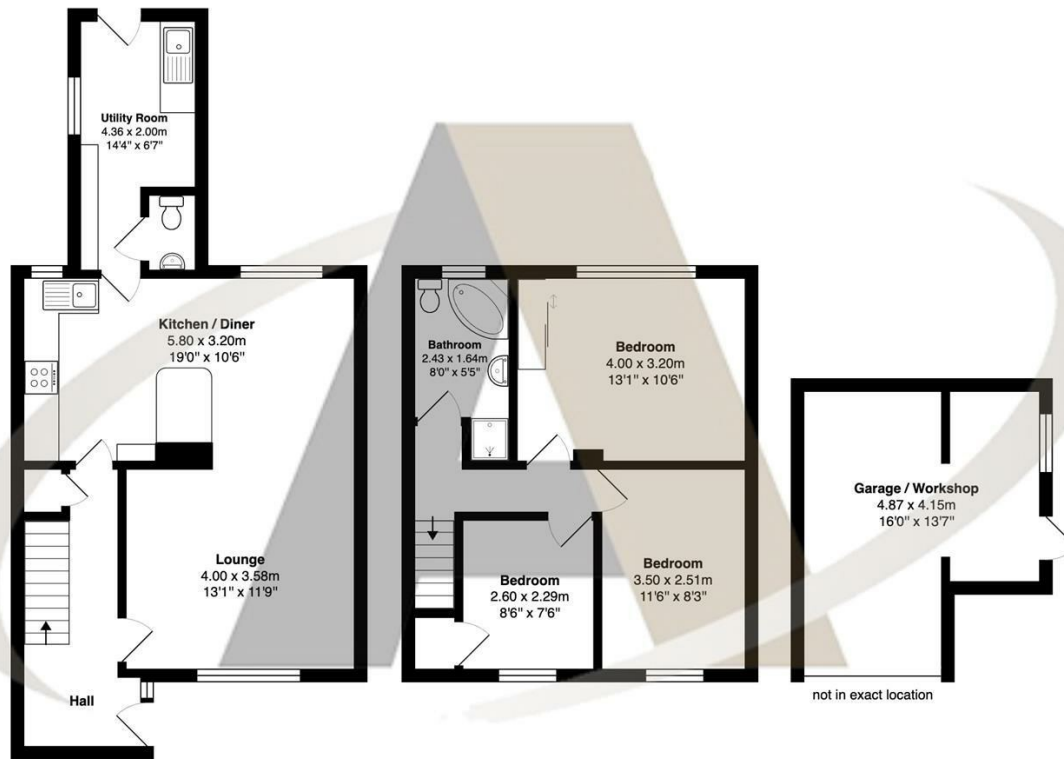 Utility Room
4.36 x 2.00m
14'4" x 6'7"
Kitchen / Diner
5.80 x 3.20m
19'0" x 10'6"
Lounge
4.00 x 3.58m
13'1" x 11'9"
Hall
Bathroom
2.43 x 1.64m
8'0" x 5'5"
Bedroom
4.00 x 3.20m
13'1" x 10'6"
Bedroom
2.60 x 2.29m
8'6" x 7'6"
Bedroom
3.50 x 2.51m
11'6" x 8'3"
Garage / Workshop
4.87 x 4.15m
16'0" x 13'7"
not in exact location